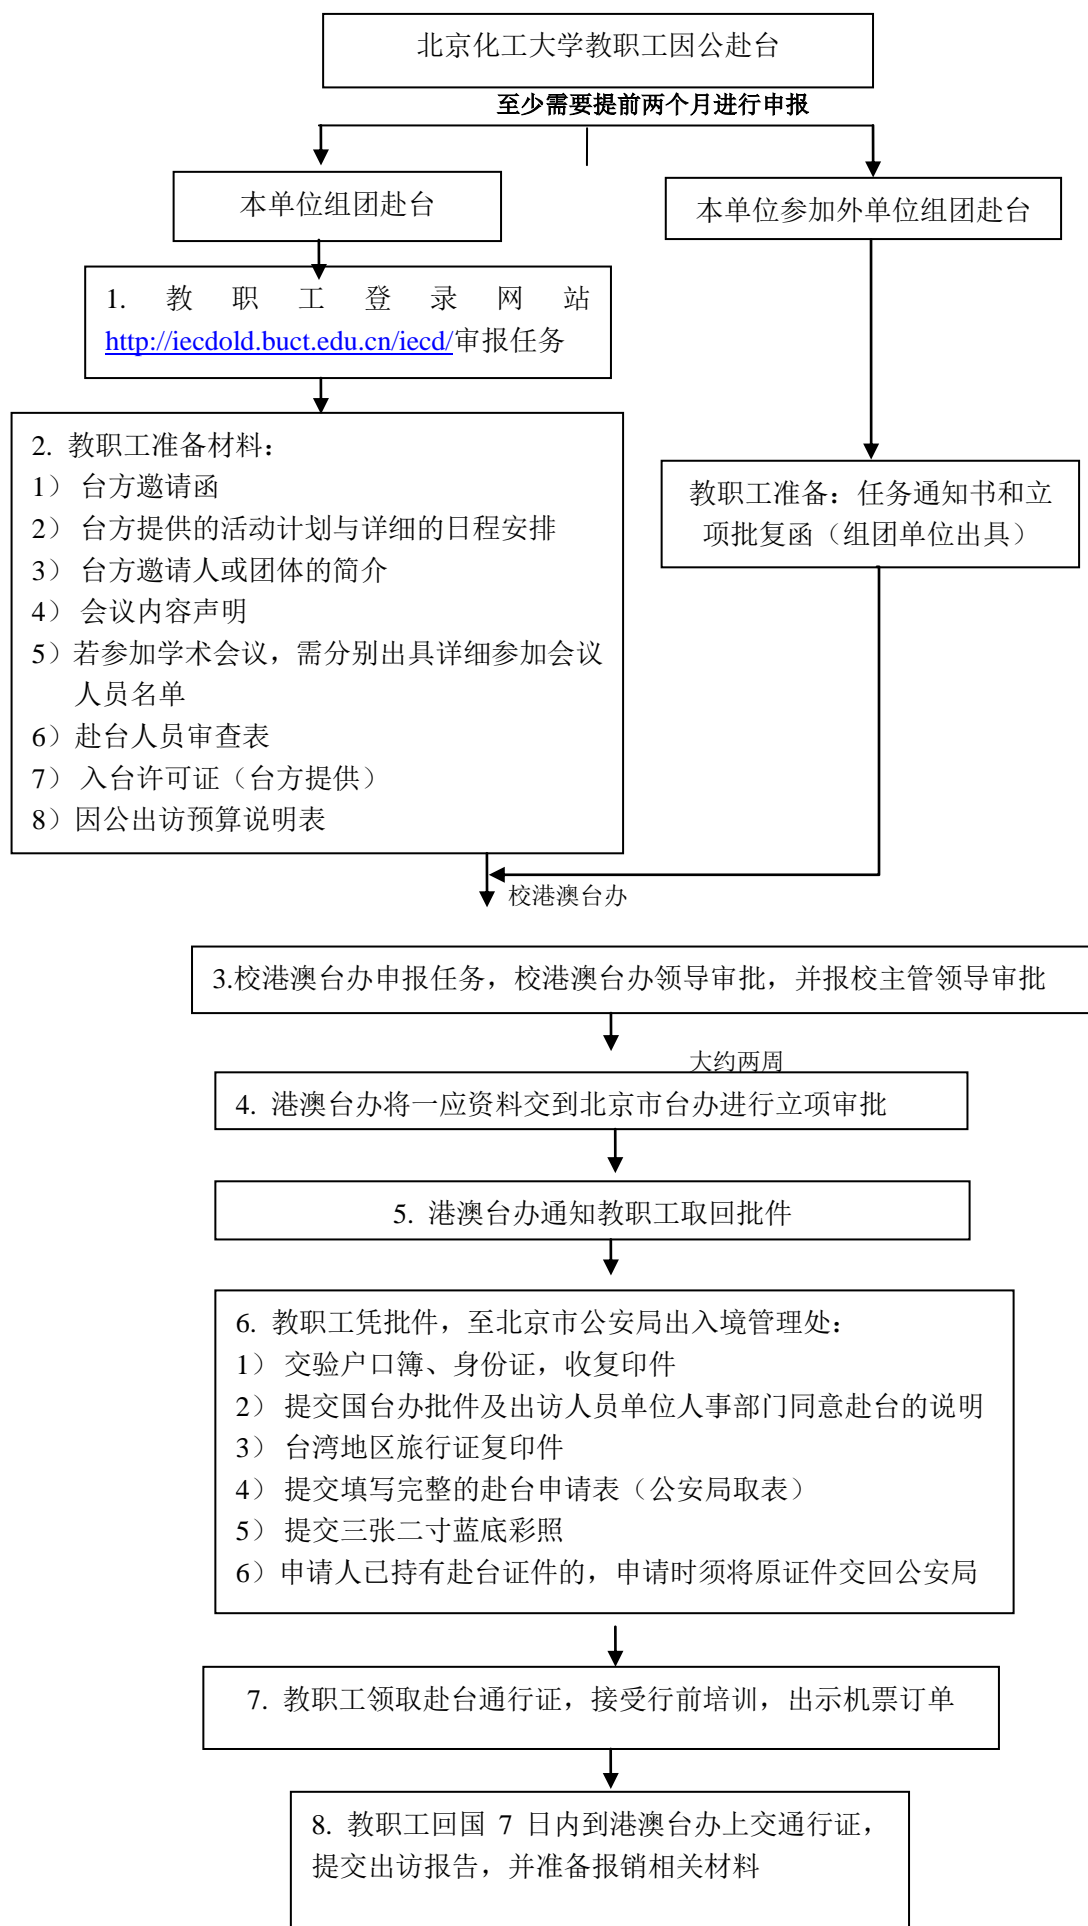 北京化工大学教职工因公赴台
至少需要提前两个月进行申报
本单位组团赴台
本单位参加外单位组团赴台
1. 教职工登录网站
http://iecdold.buct.edu.cn/iecd/审报任务
2. 教职工准备材料：
1） 台方邀请函
2） 台方提供的活动计划与详细的日程安排
3） 台方邀请人或团体的简介
4） 会议内容声明
5）若参加学术会议，需分别出具详细参加会议
人员名单
6）赴台人员审查表
7） 入台许可证（台方提供）
8）因公出访预算说明表
教职工准备：任务通知书和立
项批复函（组团单位出具）
校港澳台办
3.校港澳台办申报任务，校港澳台办领导审批，并报校主管领导审批
大约两周
4. 港澳台办将一应资料交到北京市台办进行立项审批
5. 港澳台办通知教职工取回批件
6. 教职工凭批件，至北京市公安局出入境管理处：
1） 交验户口簿、身份证，收复印件
2） 提交国台办批件及出访人员单位人事部门同意赴台的说明
3） 台湾地区旅行证复印件
4） 提交填写完整的赴台申请表（公安局取表）
5） 提交三张二寸蓝底彩照
6）申请人已持有赴台证件的，申请时须将原证件交回公安局
7. 教职工领取赴台通行证，接受行前培训，出示机票订单
8. 教职工回国 7 日内到港澳台办上交通行证，
提交出访报告，并准备报销相关材料